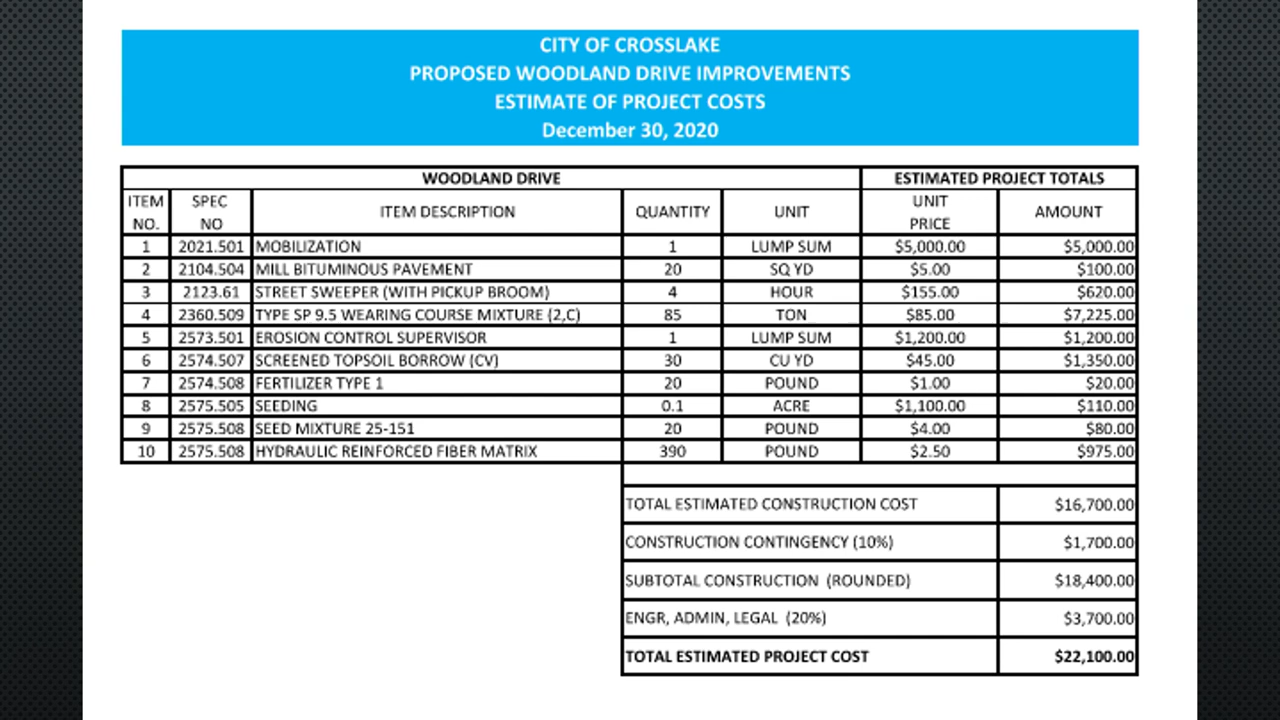 CITY OF CROSSLAKE
PROPOSED WOODLAND DRIVE IMPROVEMENTS
ESTIMATE OF PROJECT COSTS
December 30, 2020
WOODLAND DRIVE ESTIMATED PROJECT TOTALS
ITEM NO. SPEC NO ITEM DESCRIPTION QUANTITY UNIT UNIT PRICE AMOUNT
1 2021.501 MOBILIZATION 1 LUMP SUM $5,000.00 $5,000.00
2 2104.504 MILL BITUMINOUS PAVEMENT 20 SQ YD $5.00 $100.00
3 2123.61 STREET SWEEPER (WITH PICKUP BROOM) 4 HOUR $155.00 $620.00
4 2360.509 TYPE SP 9.5 WEARING COURSE MIXTURE (2,C) 85 TON $85.00 $7,225.00
5 2573.501 EROSION CONTROL SUPERVISOR 1 LUMP SUM $1,200.00 $1,200.00
6 2574.507 SCREENED TOPSOIL BORROW (CV) 30 CU YD $45.00 $1,350.00
7 2574.508 FERTILIZER TYPE 1 20 POUND $1.00 $20.00
8 2575.505 SEEDING 0.1 ACRE $1,100.00 $110.00
9 2575.508 SEED MIXTURE 25-151 20 POUND $4.00 $80.00
10 2575.508 HYDRAULIC REINFORCED FIBER MATRIX 390 POUND $2.50 $975.00
TOTAL ESTIMATED CONSTRUCTION COST $16,700.00
CONSTRUCTION CONTINGENCY (10%) $1,700.00
SUBTOTAL CONSTRUCTION (ROUNDED) $18,400.00
ENGR, ADMIN, LEGAL (20%) $3,700.00
TOTAL ESTIMATED PROJECT COST $22,100.00